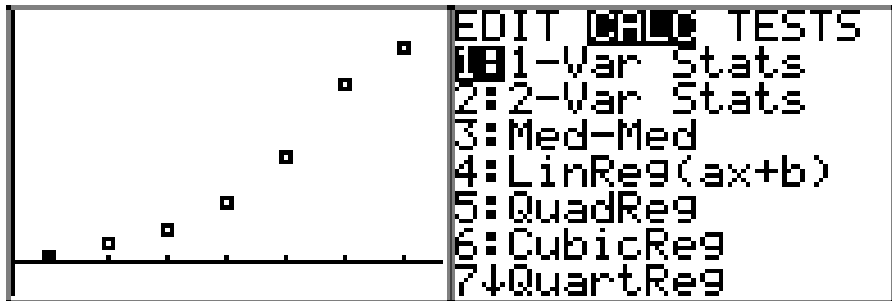 EDIT CALC TESTS
1:1-Var Stats
2:2-Var Stats
3:Med-Med
4:LinReg(ax+b)
5:QuadReg
6:CubicReg
7↓QuartReg